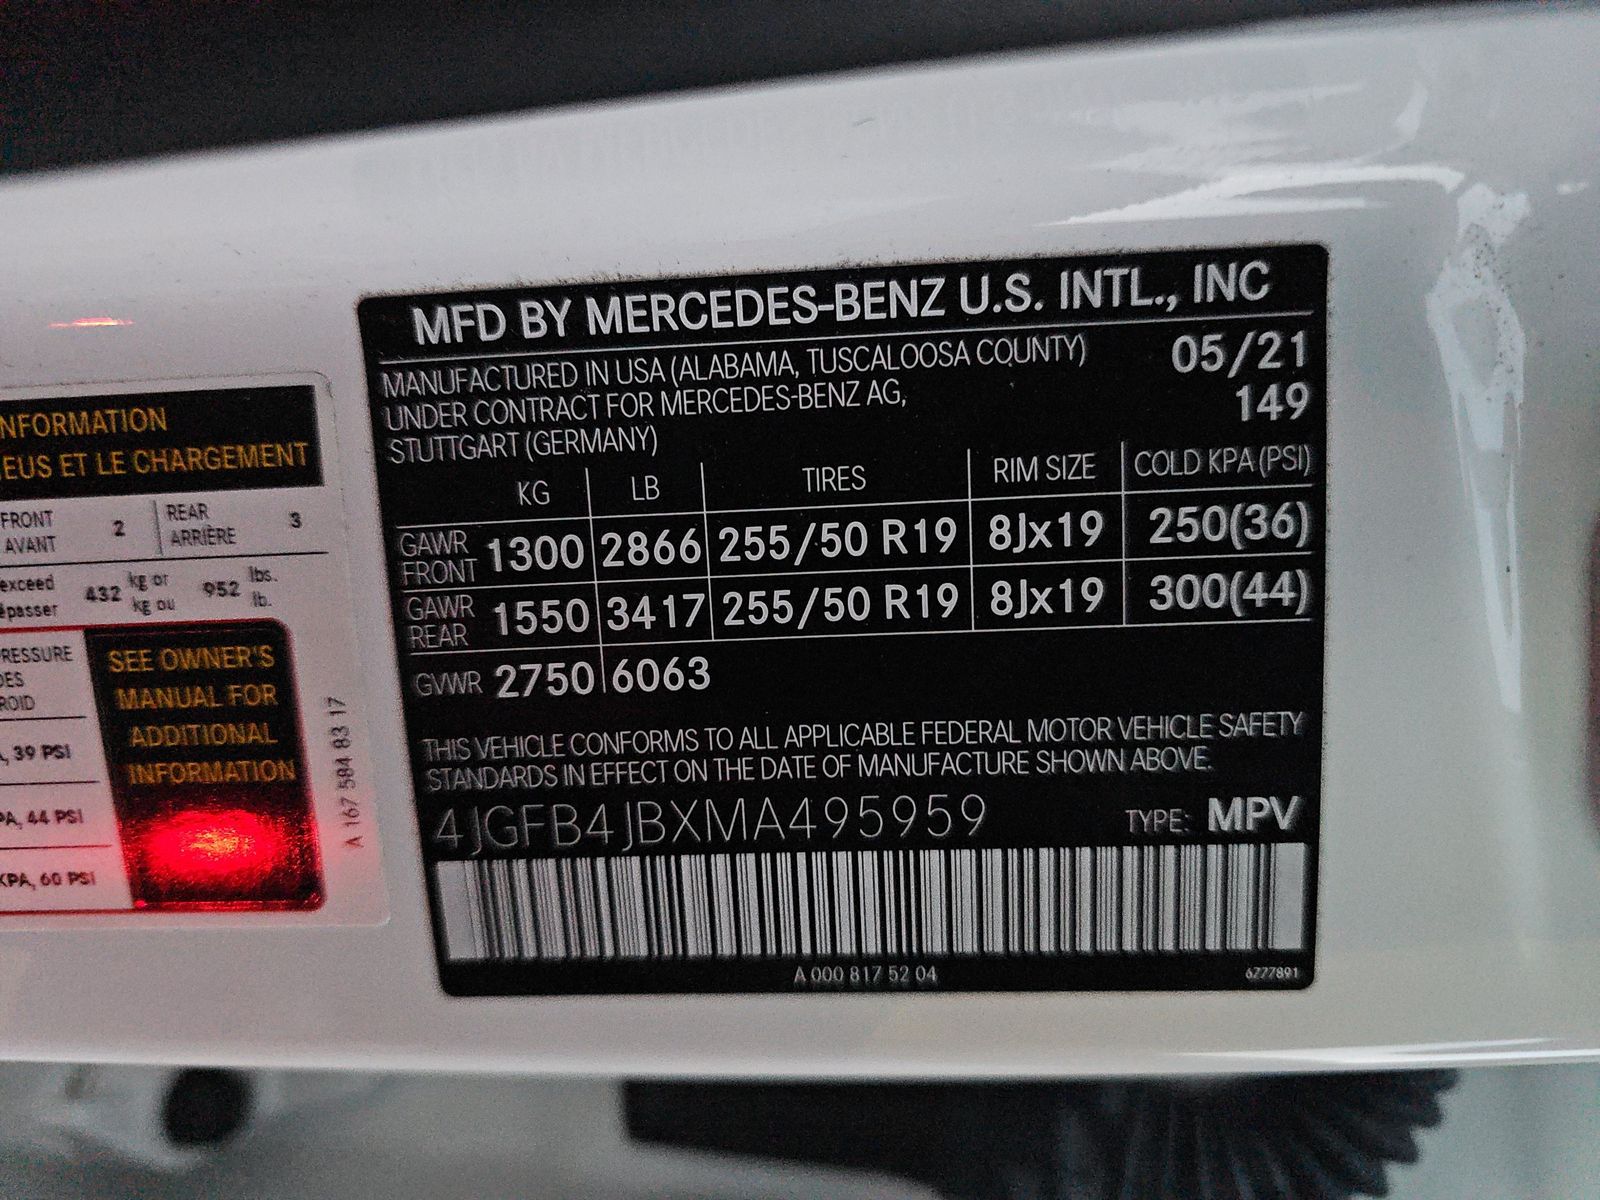 MFD BY MERCEDES-BENZ U.S. INTL., INC
MANUFACTURED IN USA (ALABAMA, TUSCALOOSA COUNTY) 05/21
UNDER CONTRACT FOR MERCEDES-BENZ AG, 149
STUTTGART (GERMANY)
KG LB TIRES RIM SIZE COLD KPA (PSI)
GAWR FRONT 1300 2866 255/50 R19 8Jx19 250(36)
GAWR REAR 1550 3417 255/50 R19 8Jx19 300(44)
GVWR 2750 6063
THIS VEHICLE CONFORMS TO ALL APPLICABLE FEDERAL MOTOR VEHICLE SAFETY
STANDARDS IN EFFECT ON THE DATE OF MANUFACTURE SHOWN ABOVE.
4JGFB4JBXMA495959 TYPE: MPV
A 000 817 52 04 6Z77891
NFORMATION
EUS ET LE CHARGEMENT
FRONT 2 REAR 3
AVANT ARRIÈRE
exceed 432 kg or 952 lbs.
épasser kg ou lb.
RESSURE
DES
ROID
, 39 PSI
PA, 44 PSI
KPA, 60 PSI
SEE OWNER'S
MANUAL FOR
ADDITIONAL
INFORMATION
A 167 584 83 17